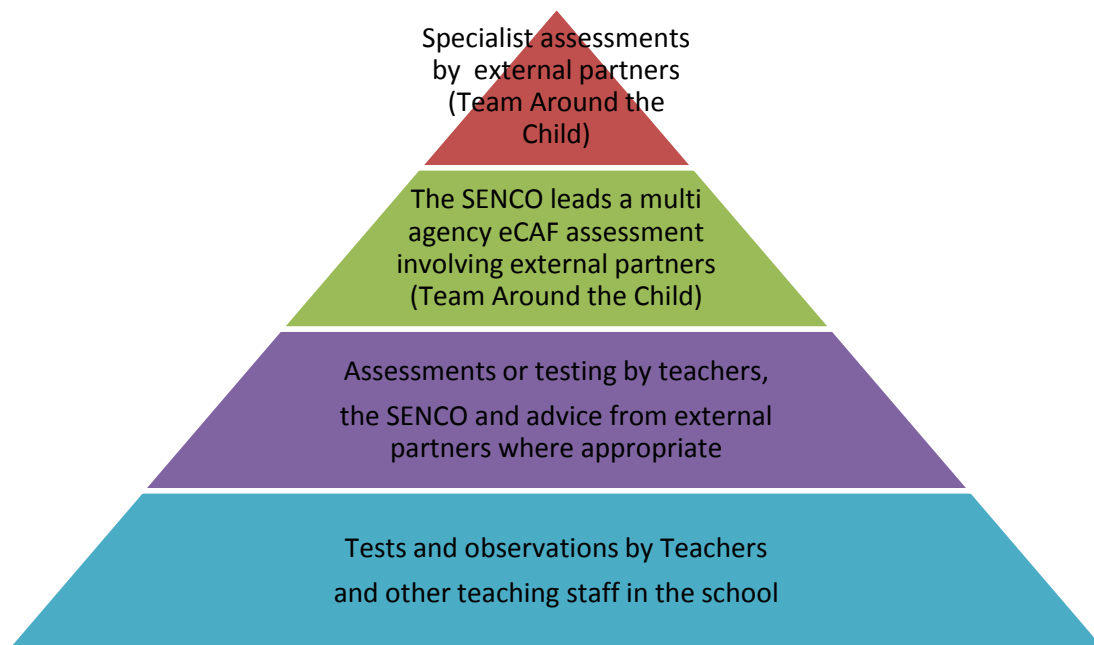 Specialist assessments
by external partners
(Team Around the
Child)
The SENCO leads a multi
agency eCAF assessment
involving external partners
(Team Around the Child)
Assessments or testing by teachers,
the SENCO and advice from external
partners where appropriate
Tests and observations by Teachers
and other teaching staff in the school